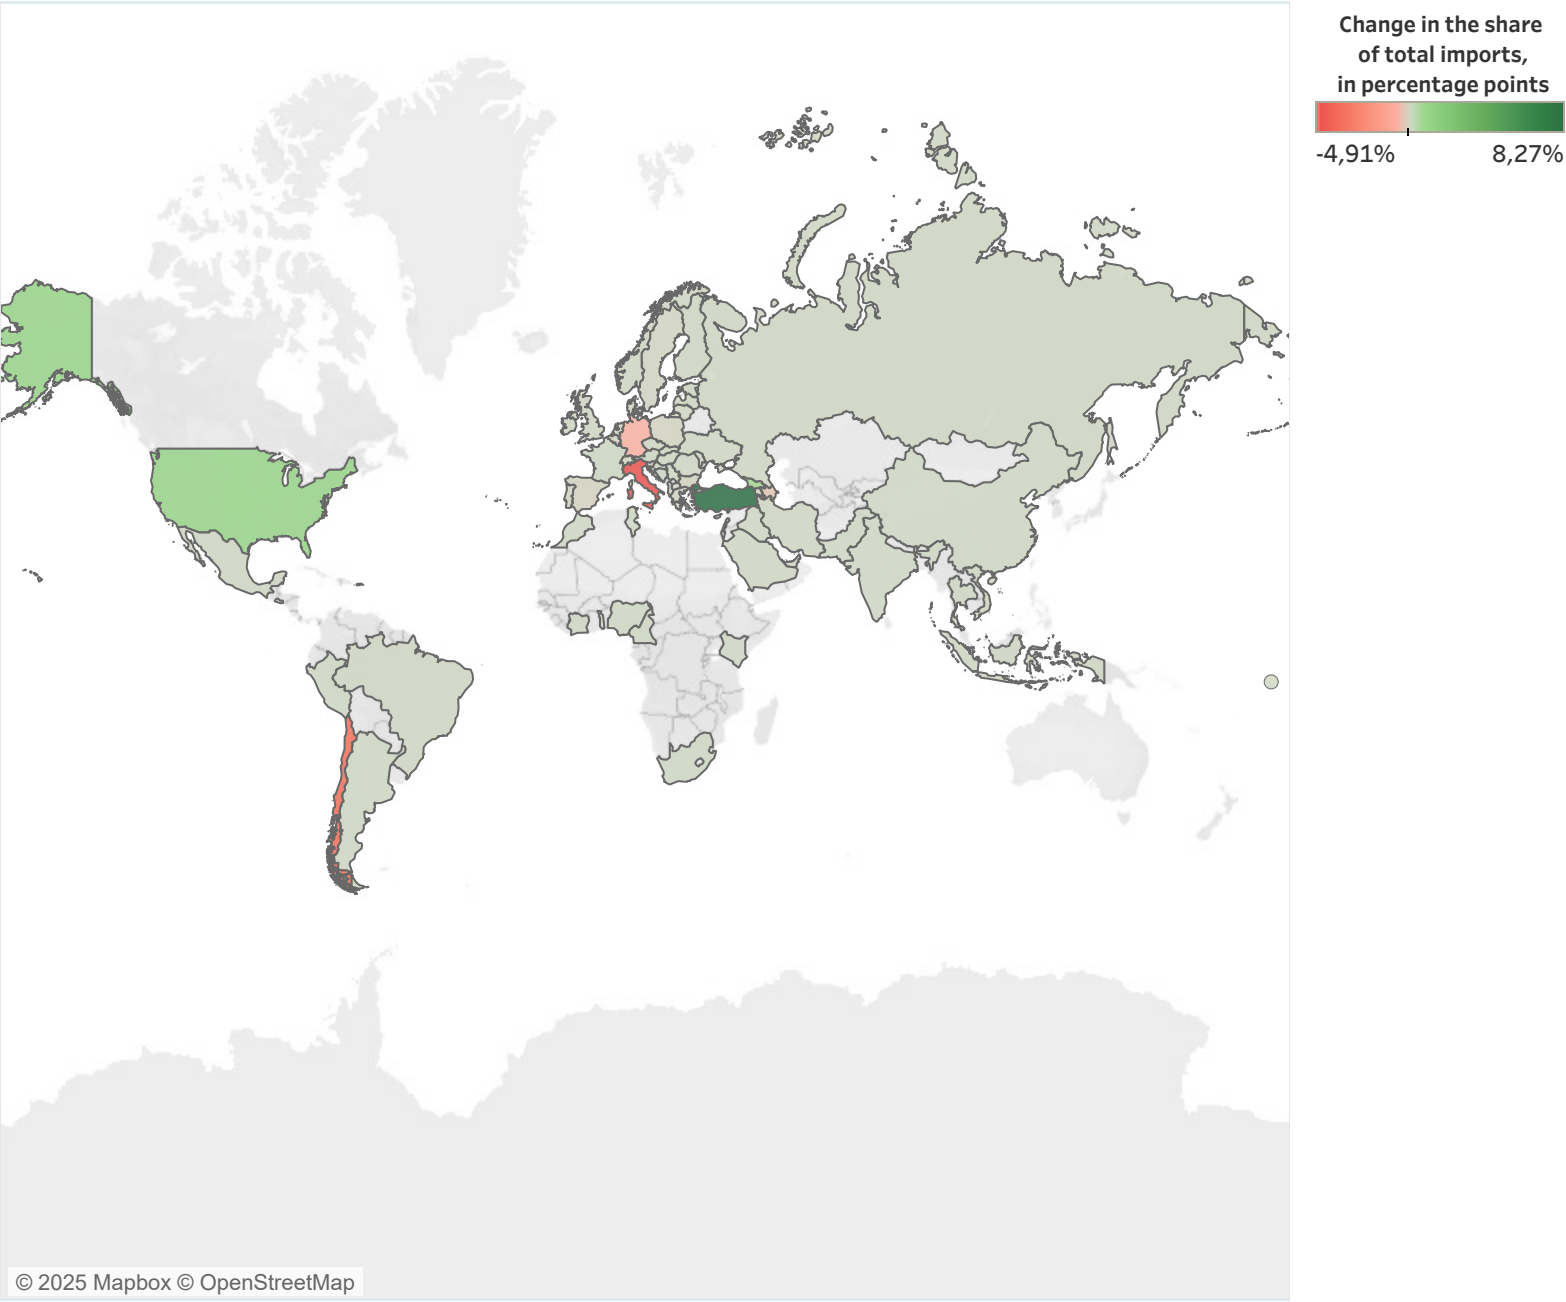 Change in the share
of total imports,
in percentage points
-4,91% 8,27%
© 2025 Mapbox © OpenStreetMap